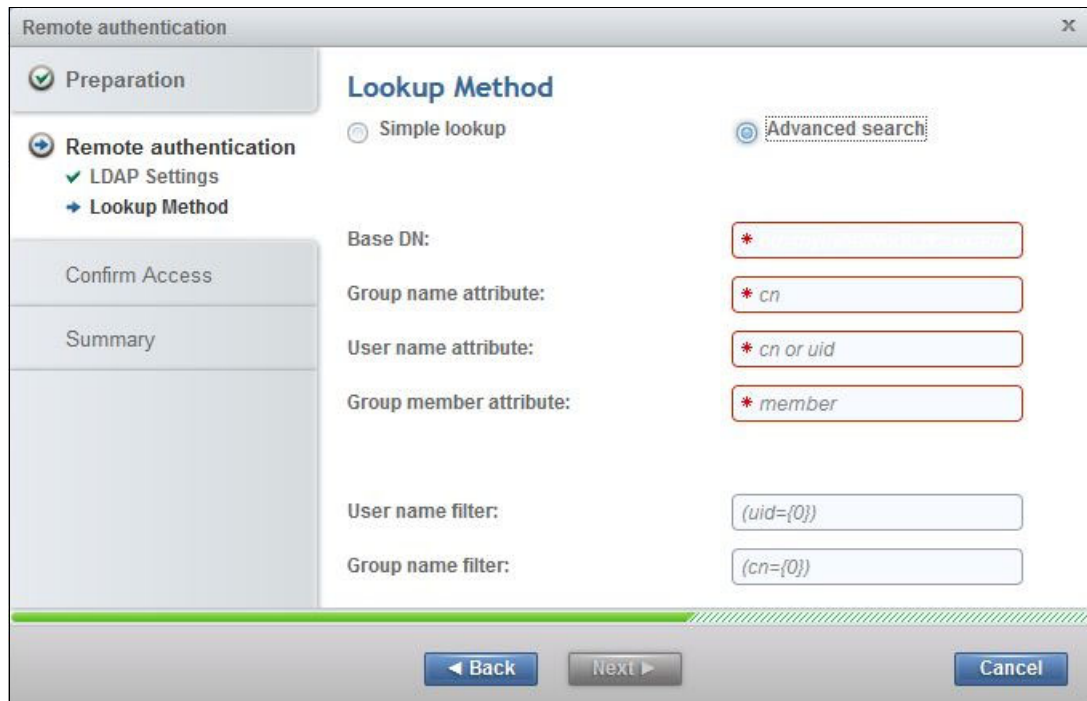 Remote authentication
x
Preparation
Remote authentication
LDAP Settings
Lookup Method
Confirm Access
Summary
Lookup Method
Simple lookup
Advanced search
Base DN:
*
Group name attribute:
* cn
User name attribute:
* cn or uid
Group member attribute:
* member
User name filter:
(uid={0})
Group name filter:
(cn={0})
Back
Next
Cancel